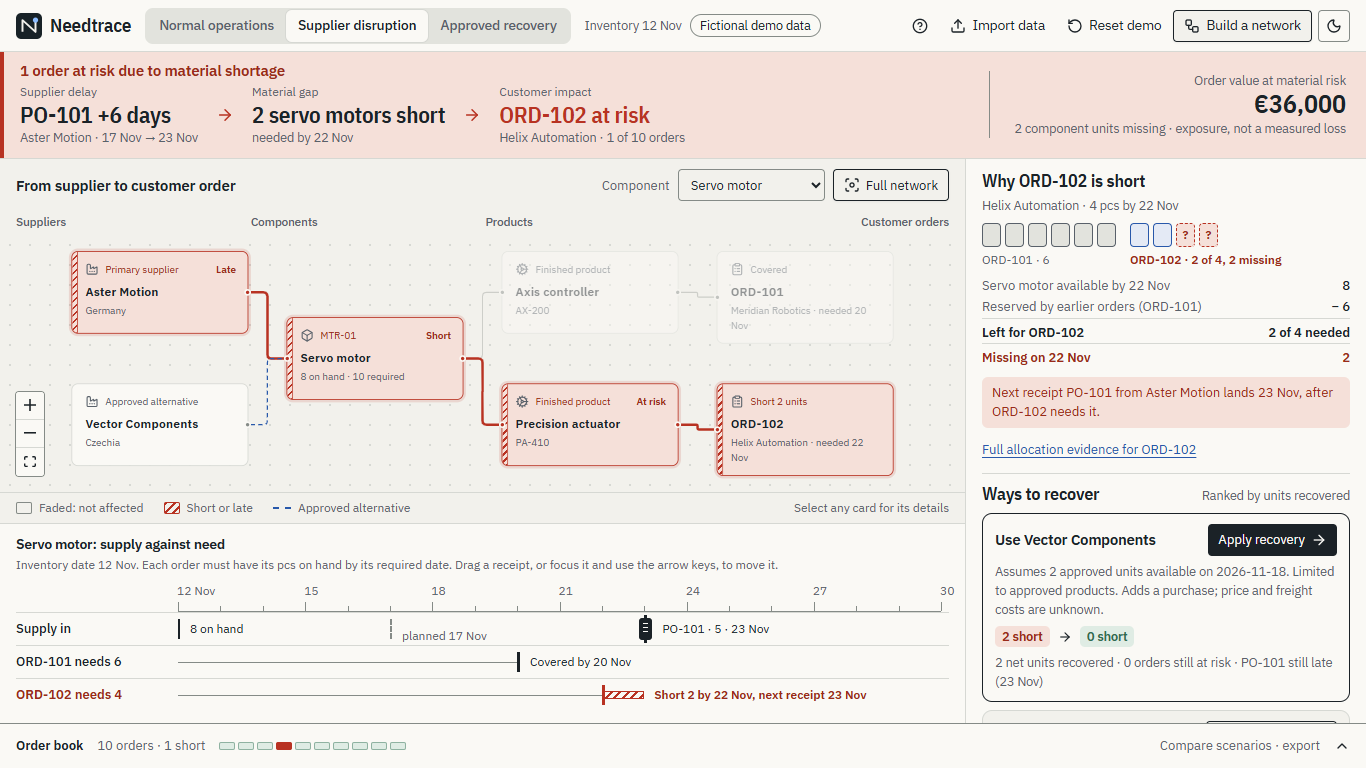 Needtrace
Normal operations
Supplier disruption
Approved recovery
Inventory 12 Nov
Fictional demo data
Import data
Reset demo
Build a network
1 order at risk due to material shortage
Supplier delay
PO-101 +6 days
Aster Motion · 17 Nov → 23 Nov
Material gap
2 servo motors short
needed by 22 Nov
Customer impact
ORD-102 at risk
Helix Automation · 1 of 10 orders
Order value at material risk
€36,000
2 component units missing · exposure, not a measured loss
From supplier to customer order
Component
Servo motor
Full network
Suppliers
Components
Products
Customer orders
Primary supplier
Late
Aster Motion
Germany
Approved alternative
Vector Components
Czechia
MTR-01
Short
Servo motor
8 on hand · 10 required
Finished product
Axis controller
AX-200
Finished product
At risk
Precision actuator
PA-410
Covered
ORD-101
Meridian Robotics · needed 20
Nov
Short 2 units
ORD-102
Helix Automation · needed 22
Nov
Faded: not affected
Short or late
Approved alternative
Select any card for its details
Servo motor: supply against need
Inventory date 12 Nov. Each order must have its pcs on hand by its required date. Drag a receipt, or focus it and use the arrow keys, to move it.
12 Nov
15
18
21
24
27
30
Supply in
8 on hand
planned 17 Nov
PO-101 · 5 · 23 Nov
ORD-101 needs 6
Covered by 20 Nov
ORD-102 needs 4
Short 2 by 22 Nov, next receipt 23 Nov
Why ORD-102 is short
Helix Automation · 4 pcs by 22 Nov
? ?
ORD-101 · 6
ORD-102 · 2 of 4, 2 missing
Servo motor available by 22 Nov
8
Reserved by earlier orders (ORD-101)
− 6
Left for ORD-102
2 of 4 needed
Missing on 22 Nov
2
Next receipt PO-101 from Aster Motion lands 23 Nov, after
ORD-102 needs it.
Full allocation evidence for ORD-102
Ways to recover
Ranked by units recovered
Use Vector Components
Apply recovery →
Assumes 2 approved units available on 2026-11-18. Limited
to approved products. Adds a purchase; price and freight
costs are unknown.
2 short → 0 short
2 net units recovered · 0 orders still at risk · PO-101 still late
(23 Nov)
Order book
10 orders · 1 short
Compare scenarios · export